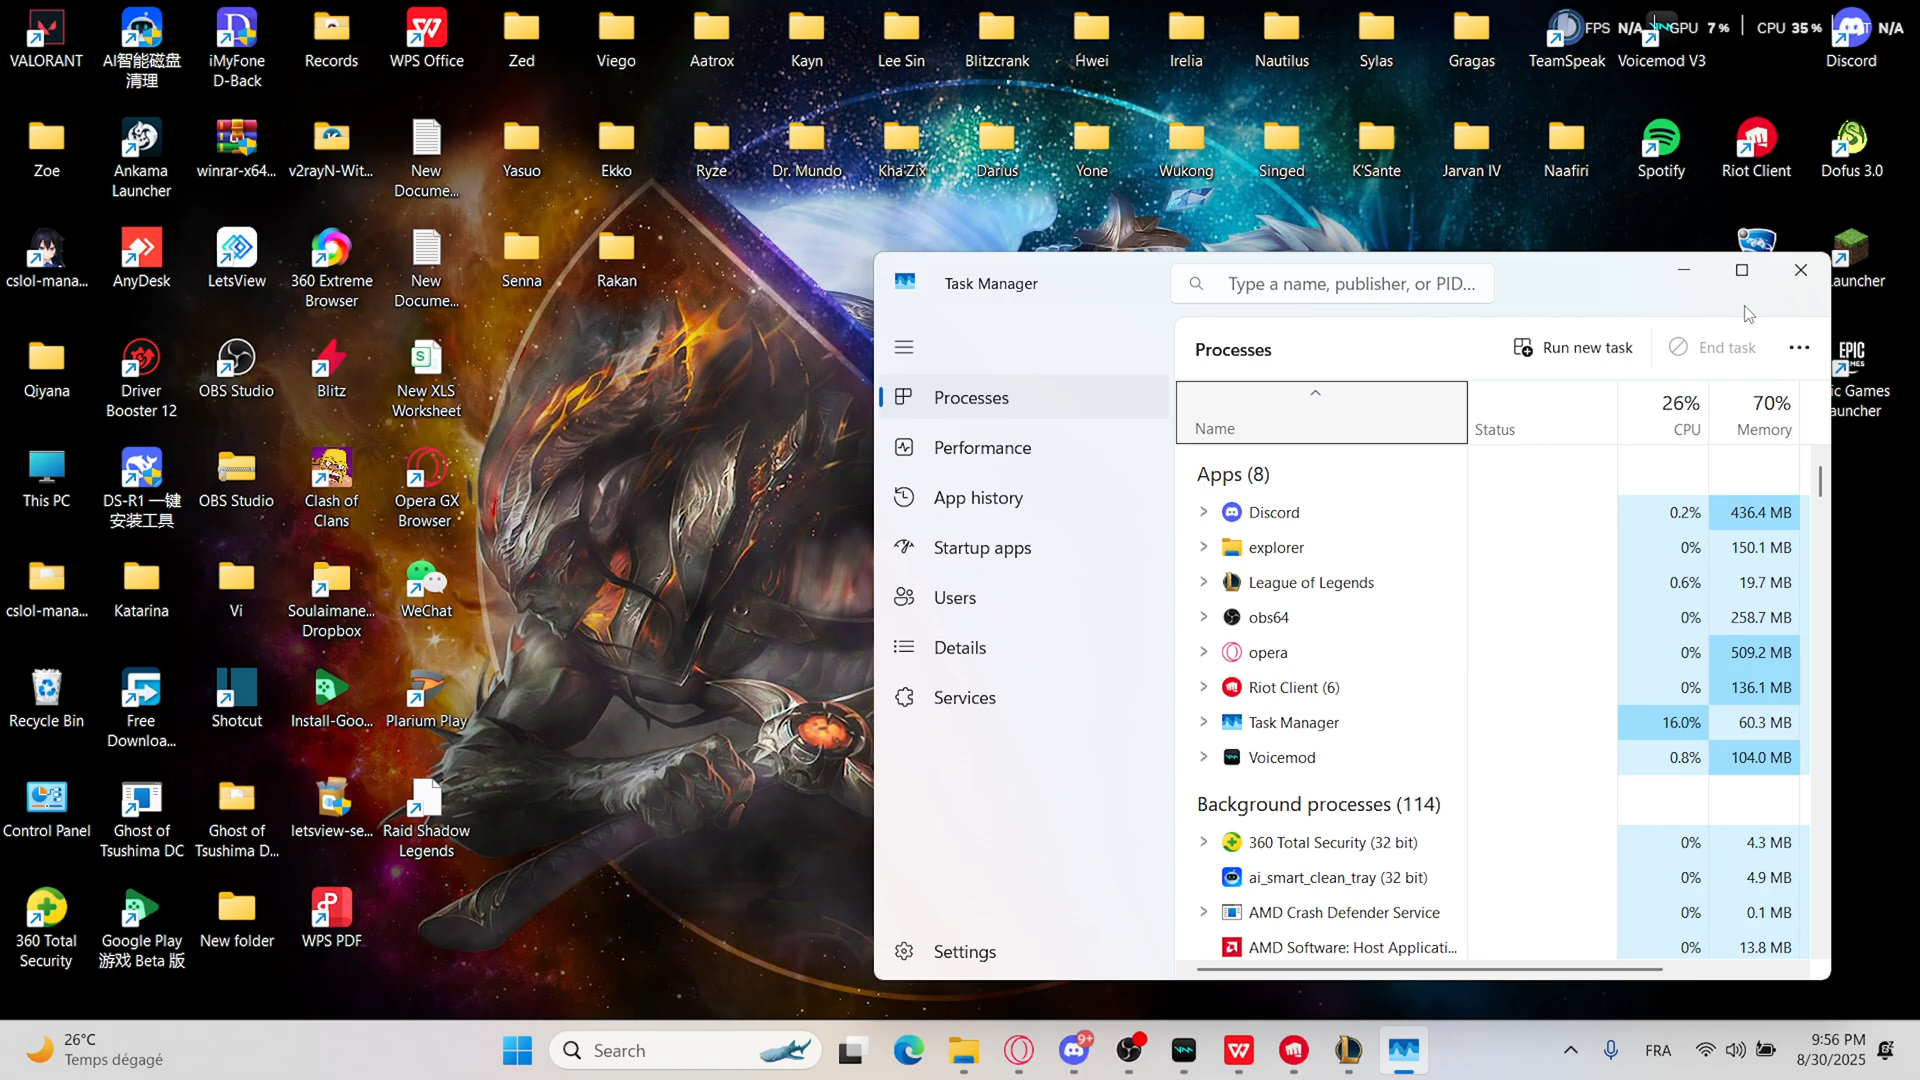 FPS N/A GPU 7 % CPU 35 % N/A
VALORANT
AI智能磁盘
清理
iMyFone
D-Back
Records
WPS Office
Zed
Viego
Aatrox
Kayn
Lee Sin
Blitzcrank
Hwei
Irelia
Nautilus
Sylas
Gragas
TeamSpeak
Voicemod V3
Discord
Zoe
Ankama
Launcher
winrar-x64...
v2rayN-Wit...
New
Docume...
Yasuo
Ekko
Ryze
Dr. Mundo
Kha'Zix
Darius
Yone
Wukong
Singed
K'Sante
Jarvan IV
Naafiri
Spotify
Riot Client
Dofus 3.0
cslol-mana...
AnyDesk
LetsView
360 Extreme
Browser
New
Docume...
Senna
Rakan
Qiyana
Driver
Booster 12
OBS Studio
Blitz
New XLS
Worksheet
This PC
DS-R1 一键
安装工具
OBS Studio
Clash of
Clans
Opera GX
Browser
cslol-mana...
Katarina
Vi
Soulaimane...
Dropbox
WeChat
Recycle Bin
Free
Downloa...
Shotcut
Install-Goo...
Plarium Play
Control Panel
Ghost of
Tsushima DC
Ghost of
Tsushima D...
letsview-se...
Raid Shadow
Legends
360 Total
Security
Google Play
游戏 Beta 版
New folder
WPS PDF
Task Manager
Type a name, publisher, or PID...
Processes
Performance
App history
Startup apps
Users
Details
Services
Settings
Processes
Run new task
End task
Name Status 26% CPU 70% Memory
Apps (8)
Discord 0.2% 436.4 MB
explorer 0% 150.1 MB
League of Legends 0.6% 19.7 MB
obs64 0% 258.7 MB
opera 0% 509.2 MB
Riot Client (6) 0% 136.1 MB
Task Manager 16.0% 60.3 MB
Voicemod 0.8% 104.0 MB
Background processes (114)
360 Total Security (32 bit) 0% 4.3 MB
ai_smart_clean_tray (32 bit) 0% 4.9 MB
AMD Crash Defender Service 0% 0.1 MB
AMD Software: Host Applicati... 0% 13.8 MB
auncher
EPIC
GAMES
ic Games
auncher
26°C
Temps dégagé
Search
9+
FRA
9:56 PM
8/30/2025